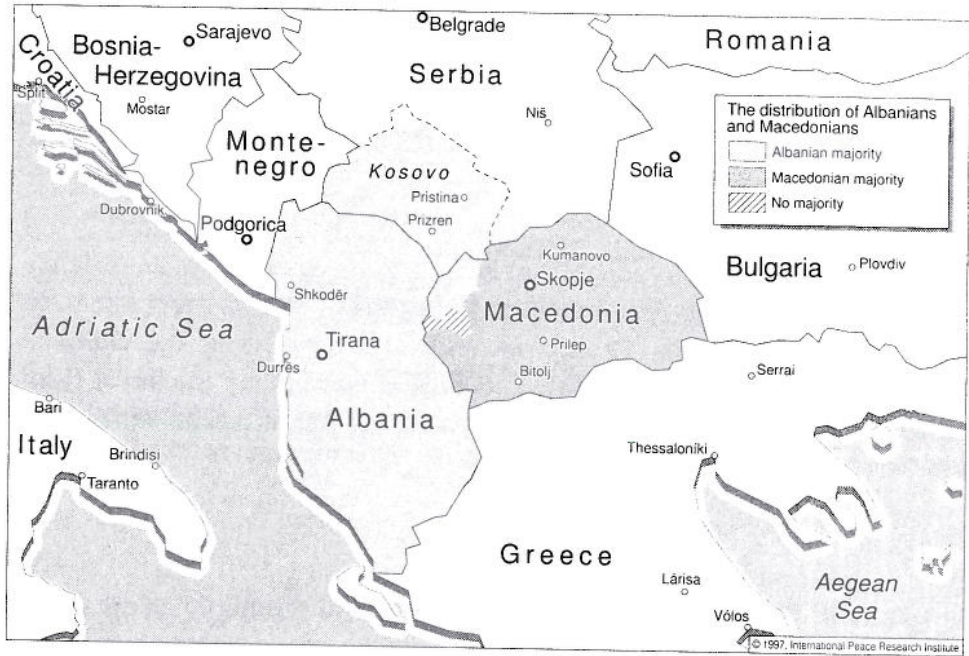 Croatia
Bosnia-
Herzegovina
Sarajevo
Split
Mostar
Belgrade
Serbia
Romania
Niš
Monte-
negro
Kosovo
Pristina
Prizren
Dubrovnik
Podgorica
Sofia
The distribution of Albanians
and Macedonians
Albanian majority
Macedonian majority
No majority
Bulgaria
Plovdiv
Kumanovo
Skopje
Macedonia
Prilep
Bitolj
Shkodër
Adriatic Sea
Tirana
Durrës
Albania
Serrai
Bari
Italy
Brindisi
Taranto
Thessaloníki
Greece
Lárisa
Vólos
Aegean
Sea
© 1997, International Peace Research Institute